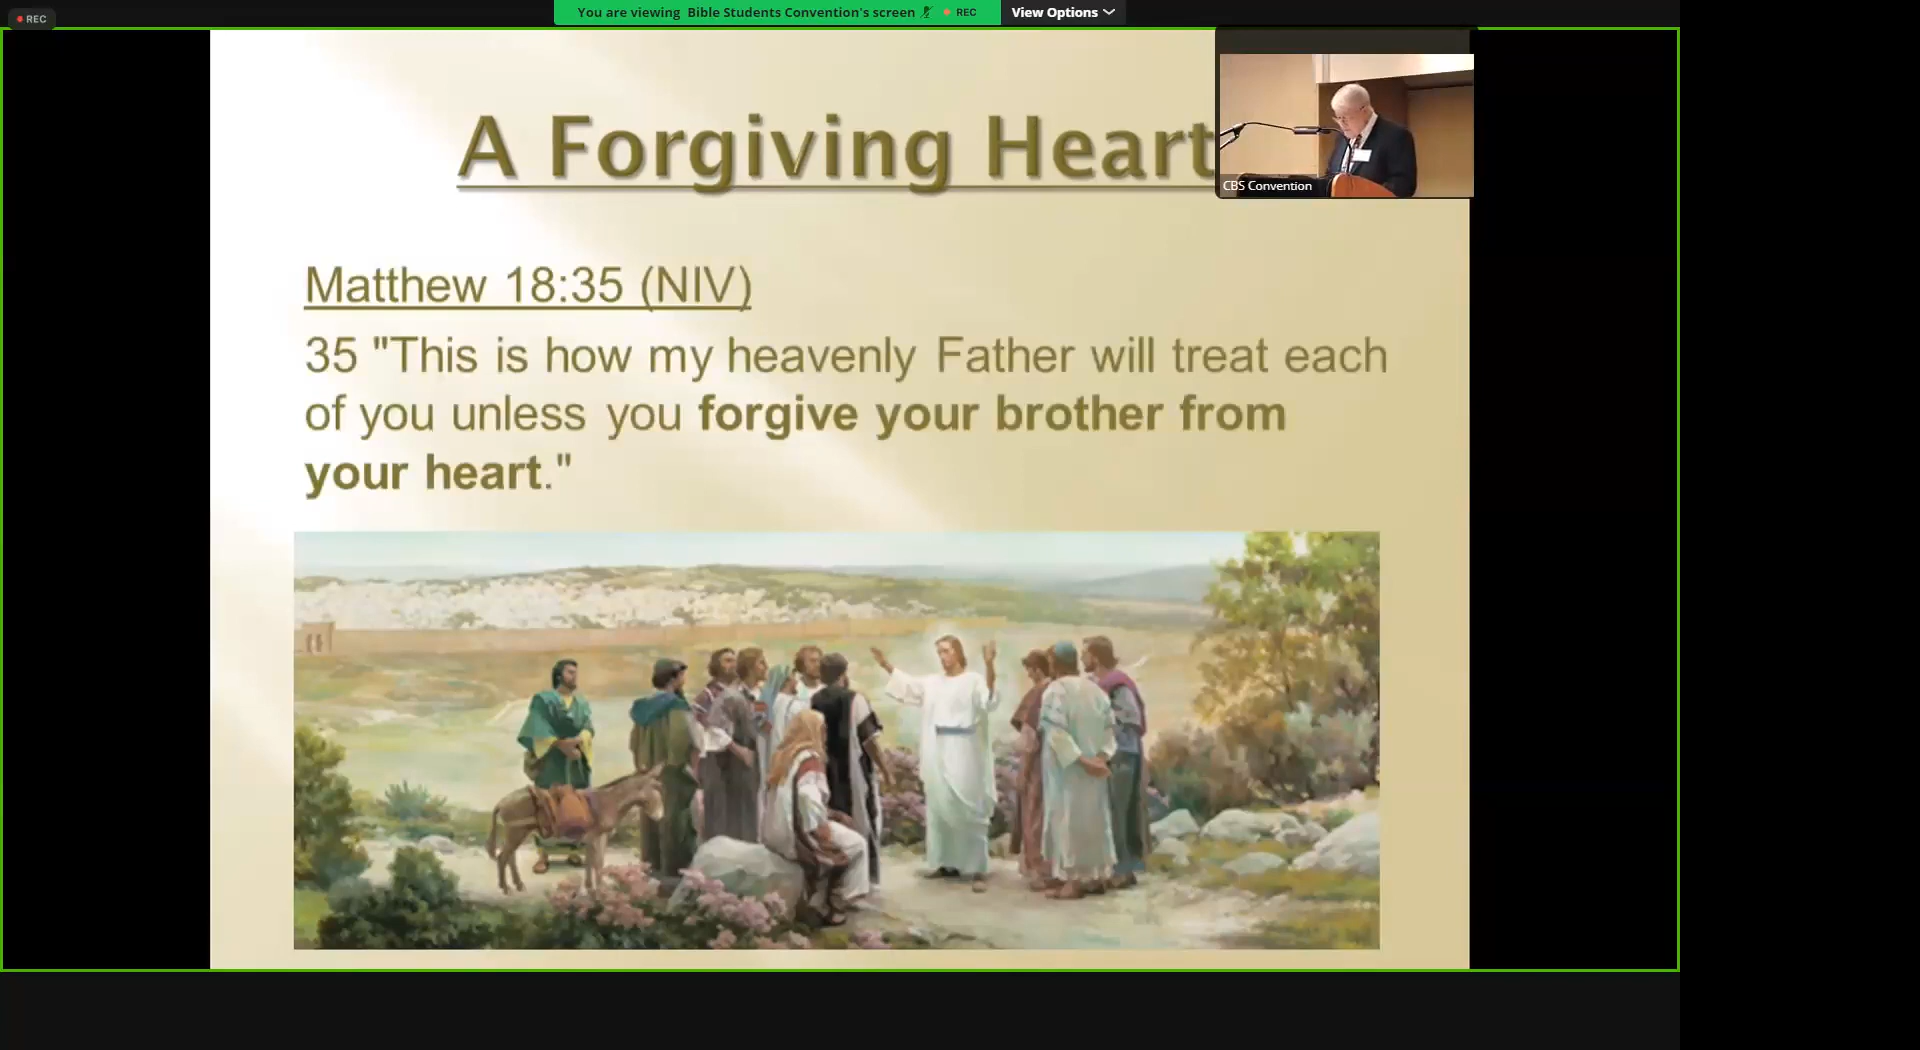 REC
You are viewing Bible Students Convention's screen
REC
View Options
A Forgiving Heart
CBS Convention
Matthew 18:35 (NIV)
35 "This is how my heavenly Father will treat each
of you unless you forgive your brother from
your heart."